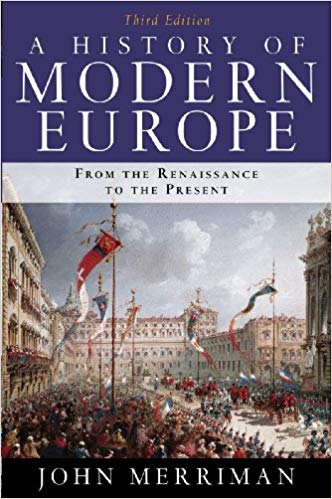 Third Edition
A HISTORY OF
MODERN
EUROPE
FROM THE RENAISSANCE
TO THE PRESENT
JOHN MERRIMAN